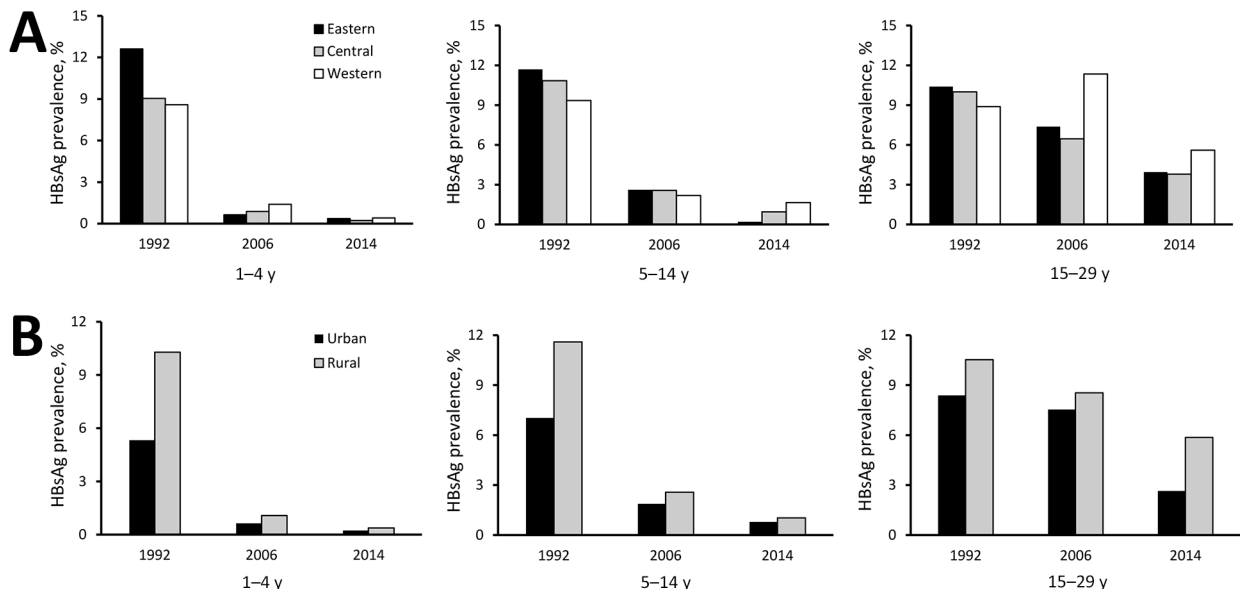 A
HBsAg prevalence, %
15
12
9
6
3
0
Eastern
Central
Western
1992 2006 2014
1–4 y
HBsAg prevalence, %
15
12
9
6
3
0
1992 2006 2014
5–14 y
HBsAg prevalence, %
15
12
9
6
3
0
1992 2006 2014
15–29 y
B
HBsAg prevalence, %
12
9
6
3
0
Urban
Rural
1992 2006 2014
1–4 y
HBsAg prevalence, %
12
9
6
3
0
1992 2006 2014
5–14 y
HBsAg prevalence, %
12
9
6
3
0
1992 2006 2014
15–29 y